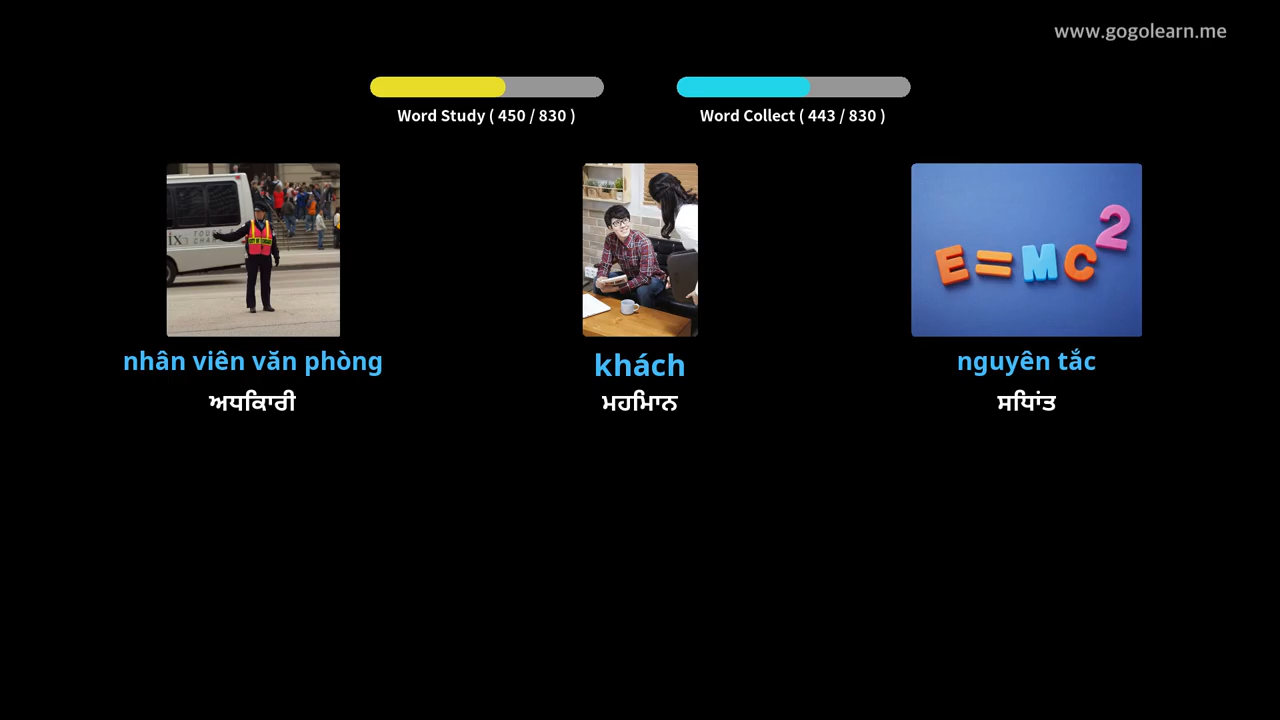 www.gogolearn.me
Word Study ( 450 / 830 )
Word Collect ( 443 / 830 )
E=MC2
nhân viên văn phòng
khách
nguyên tắc
ਅਧਿਕਾਰੀ
ਮਹਿਮਾਨ
ਸਿਧਾਂਤ